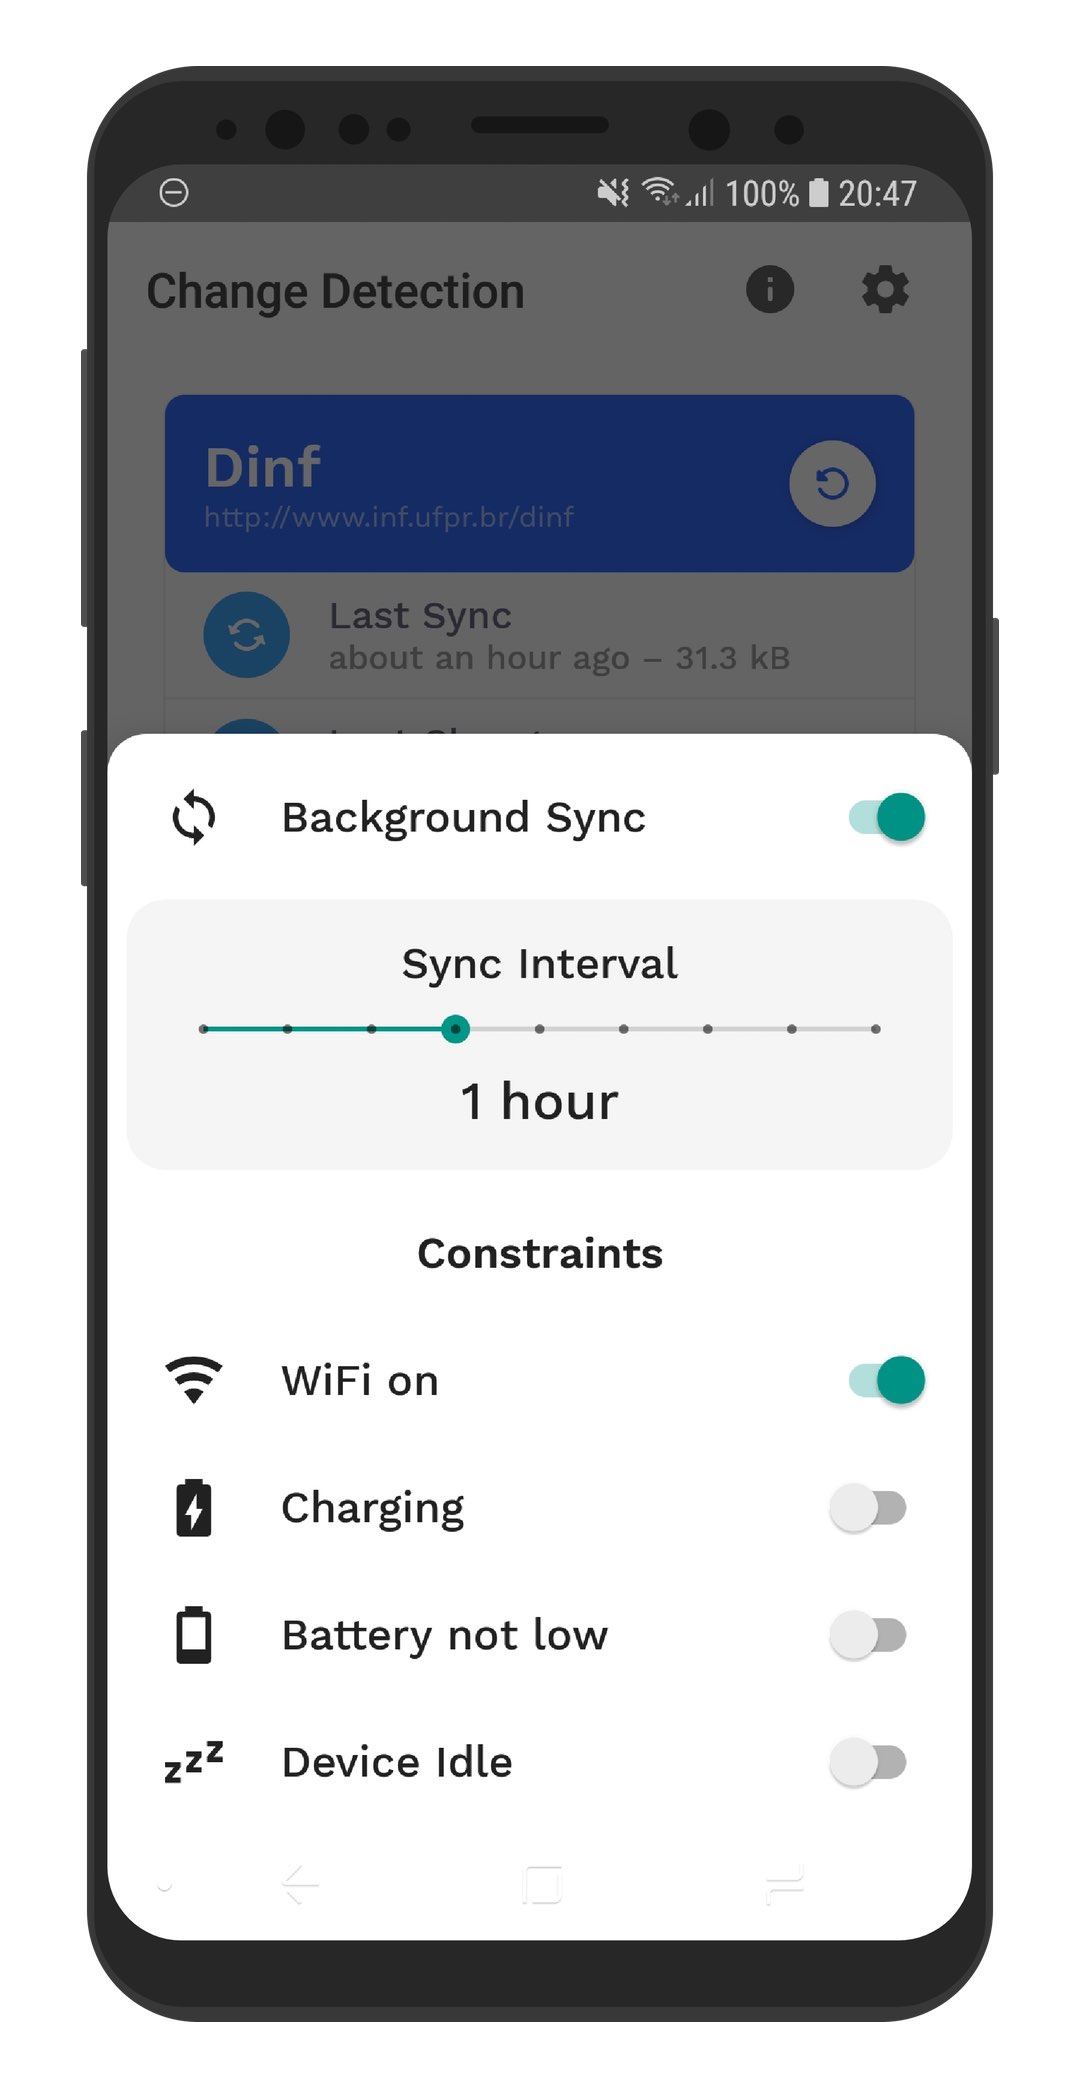 100% 20:47
Change Detection
Dinf
http://www.inf.ufpr.br/dinf
Last Sync
about an hour ago – 31.3 kB
Background Sync
Sync Interval
1 hour
Constraints
WiFi on
Charging
Battery not low
zzz Device Idle